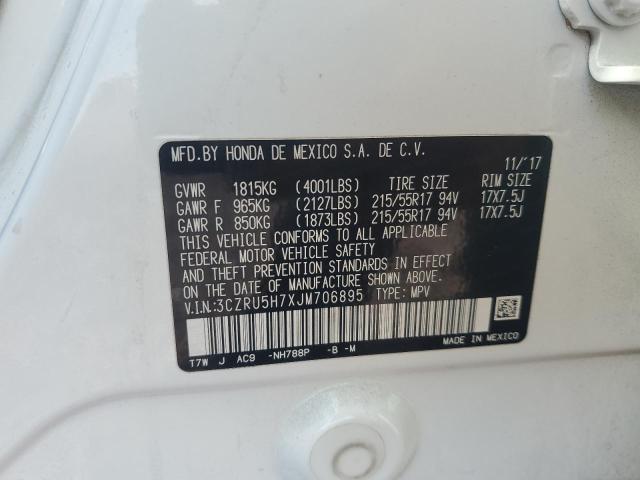 MFD.BY HONDA DE MEXICO S.A. DE C.V.
11/'17
GVWR 1815KG (4001LBS) TIRE SIZE RIM SIZE
GAWR F 965KG (2127LBS) 215/55R17 94V 17X7.5J
GAWR R 850KG (1873LBS) 215/55R17 94V 17X7.5J
THIS VEHICLE CONFORMS TO ALL APPLICABLE
FEDERAL MOTOR VEHICLE SAFETY
AND THEFT PREVENTION STANDARDS IN EFFECT
ON THE DATE OF MANUFACTURE SHOWN ABOVE.
V.I.N.:3CZRU5H7XJM706895 TYPE: MPV
T7W J AC9 -NH788P -B -M
MADE IN MEXICO